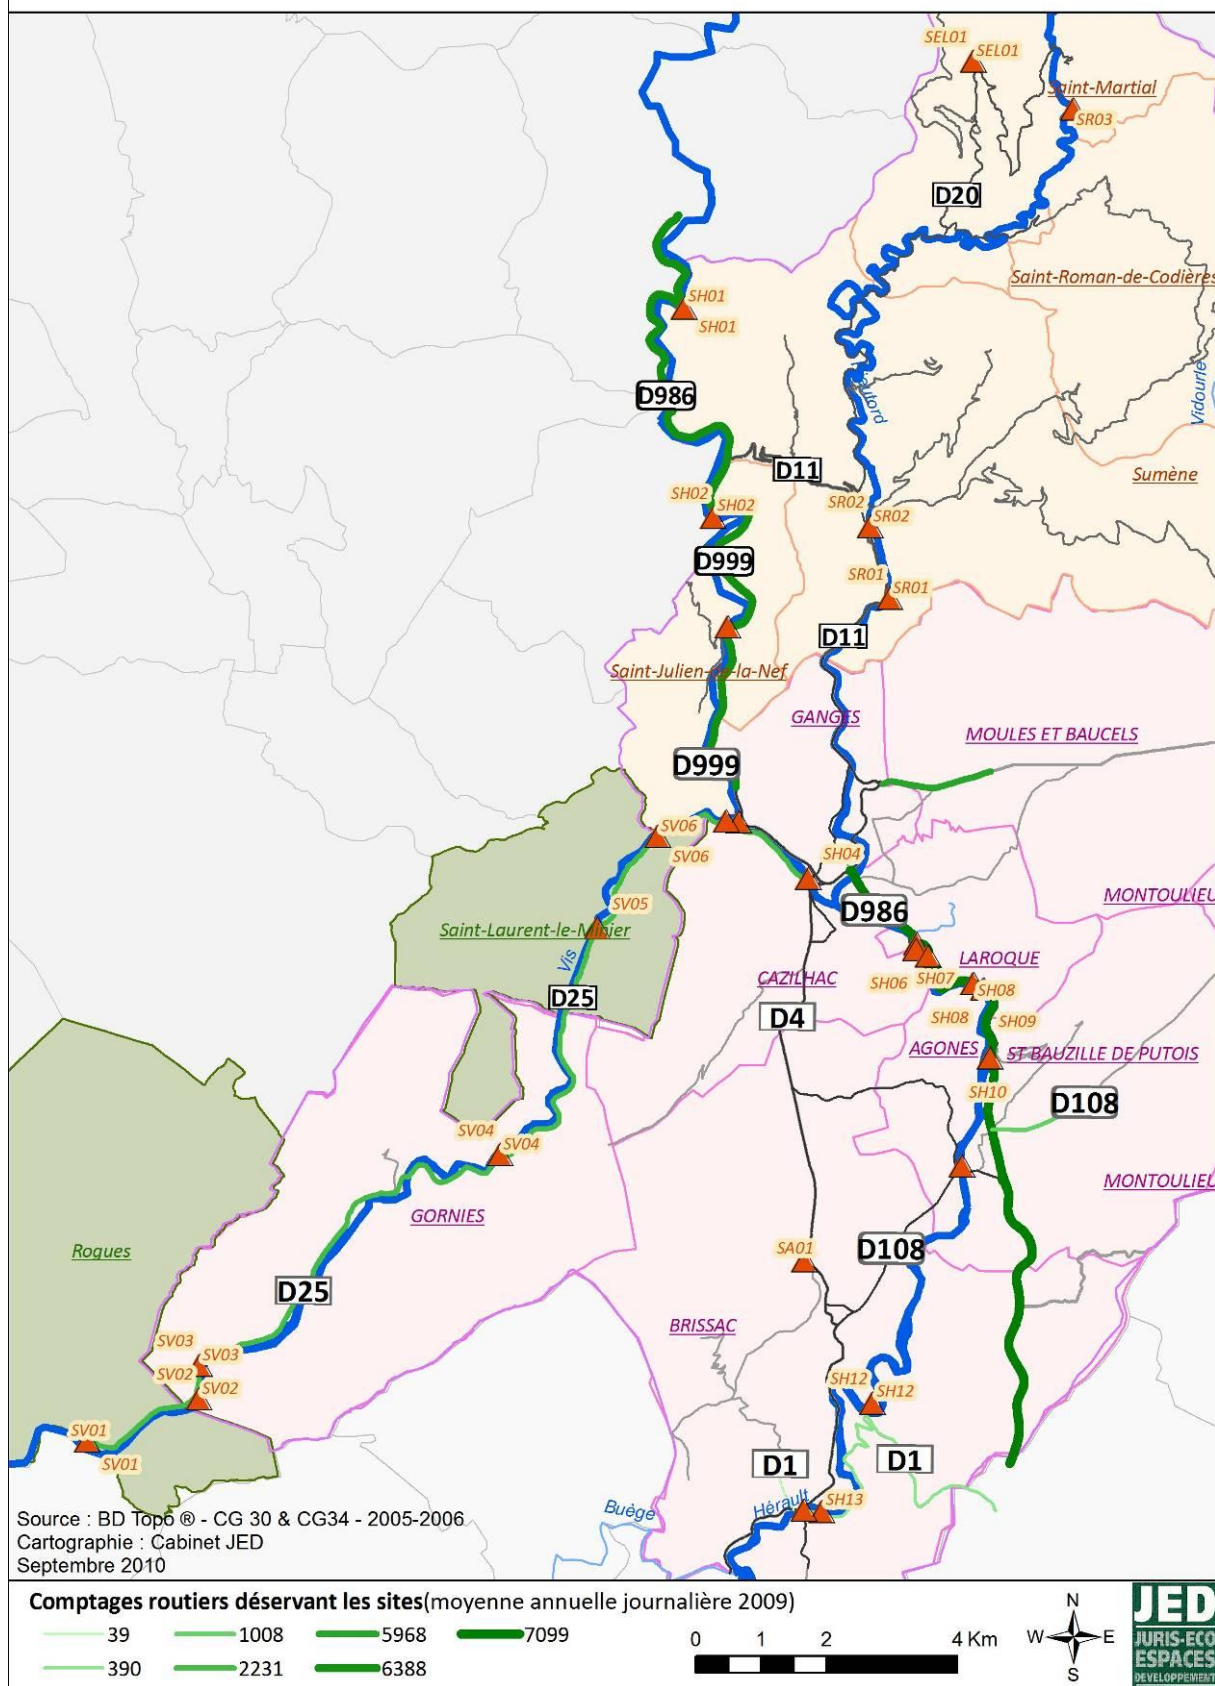 SEL01
SEL01
Saint-Martial
SR03
D20
Saint-Roman-de-Codières
SH01
SH01
D986
Vidourle
D11
Sumène
SH02
SH02
SR02
SR02
D999
SR01
SR01
D11
Saint-Julien-de-la-Nef
GANGES
MOULES ET BAUCELS
D999
SV06
SV06
SH04
MONTOULIEU
SV05
D986
Saint-Laurent-le-Minier
Vis
LAROQUE
CAZILHAC
SH06
SH07
SH08
D25
SH08
SH09
D4
AGONES
ST BAUZILLE DE PUTOIS
SH10
D108
SV04
SV04
MONTOULIEU
GORNIES
Rogues
SA01
D108
D25
BRISSAC
SV03
SV03
SV02
SV02
SH12
SH12
SV01
SV01
D1
D1
Hérault
SH13
Buège
Source : BD Topo ® - CG 30 & CG34 - 2005-2006
Cartographie : Cabinet JED
Septembre 2010
Comptages routiers déservant les sites(moyenne annuelle journalière 2009)
39
1008
5968
7099
390
2231
6388
0 1 2 4 Km
N
W E
S
JED
JURIS-ECO
ESPACES
DEVELOPPEMENT